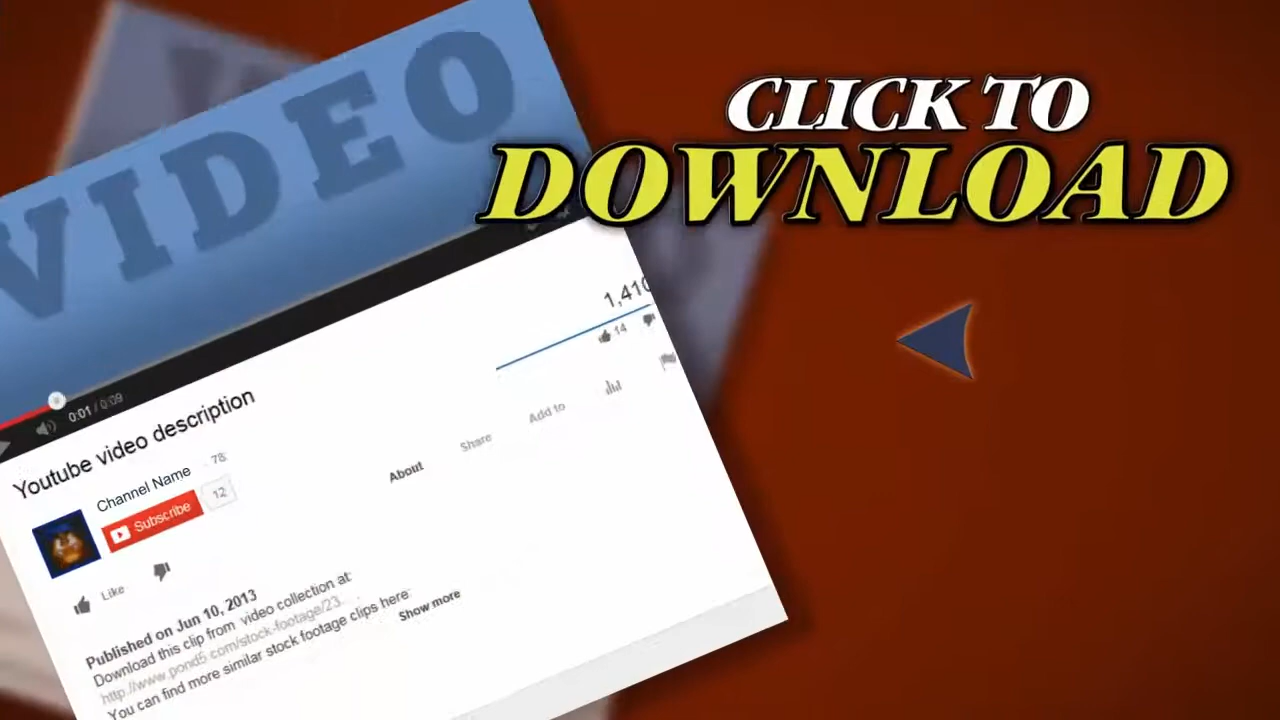 VIDEO
CLICK TO
DOWNLOAD
0:01 / 0:09
1,410
14
Youtube video description
Channel Name
Subscribe
12
About
Share
Add to
Like
Published on Jun 10, 2013
Download this clip from video collection at:
http://www.pond5.com/stock-footage/23
You can find more similar stock footage clips here:
Show more